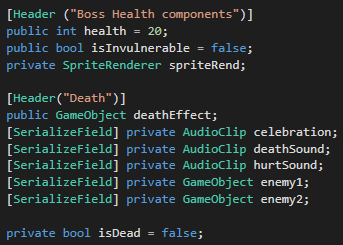 [Header ("Boss Health components")]
public int health = 20;
public bool isInvulnerable = false;
private SpriteRenderer spriteRend;
[Header("Death")]
public GameObject deathEffect;
[SerializeField] private AudioClip celebration;
[SerializeField] private AudioClip deathSound;
[SerializeField] private AudioClip hurtSound;
[SerializeField] private GameObject enemy1;
[SerializeField] private GameObject enemy2;
private bool isDead = false;